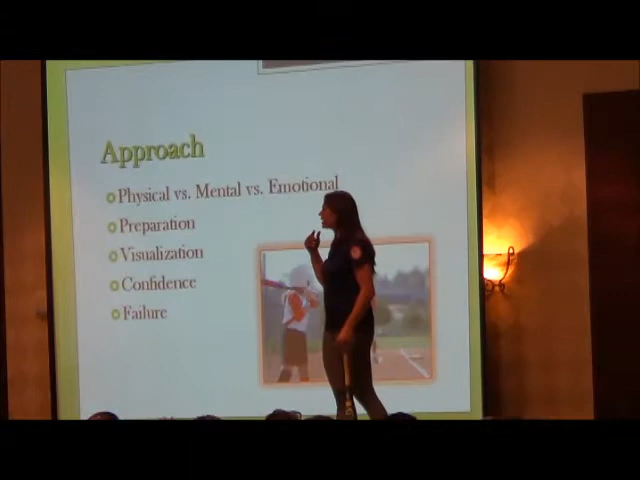 Approach
Physical vs. Mental vs. Emotional
Preparation
Visualization
Confidence
Failure